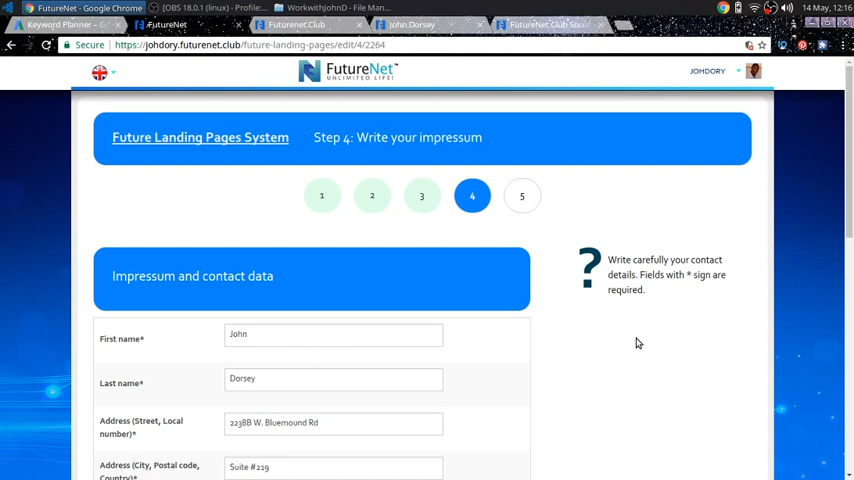 FutureNet - Google Chrome
[OBS 18.0.1 (linux) - Profile:...
WorkwithJohnD - File Man...
14 May, 12:16
Keyword Planner – G
FutureNet
Futurenet.Club
John Dorsey
FutureNet Club Soci
Secure
https://johdory.futurenet.club/future-landing-pages/edit/4/2264
FutureNet™
UNLIMITED LIFE!
JOHDORY
Future Landing Pages System
Step 4: Write your impressum
1
2
3
4
5
Impressum and contact data
? Write carefully your contact
details. Fields with * sign are
required.
First name*
John
Last name*
Dorsey
Address (Street, Local
number)*
2238B W. Bluemound Rd
Address (City, Postal code,
Country)*
Suite #219